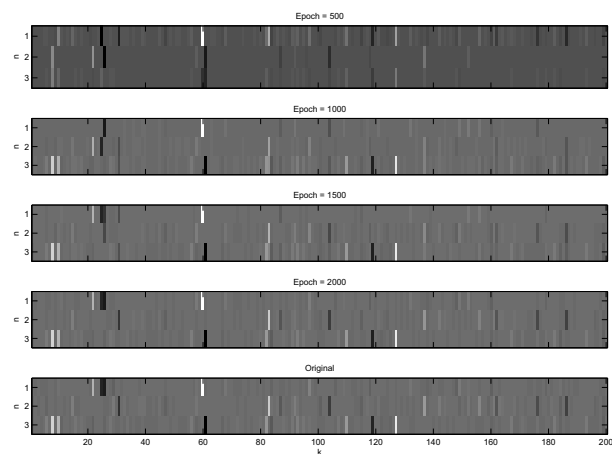 Epoch = 500
1
n 2
3
Epoch = 1000
1
n 2
3
Epoch = 1500
1
n 2
3
Epoch = 2000
1
n 2
3
Original
1
n 2
3
20 40 60 80 100 120 140 160 180 200
k